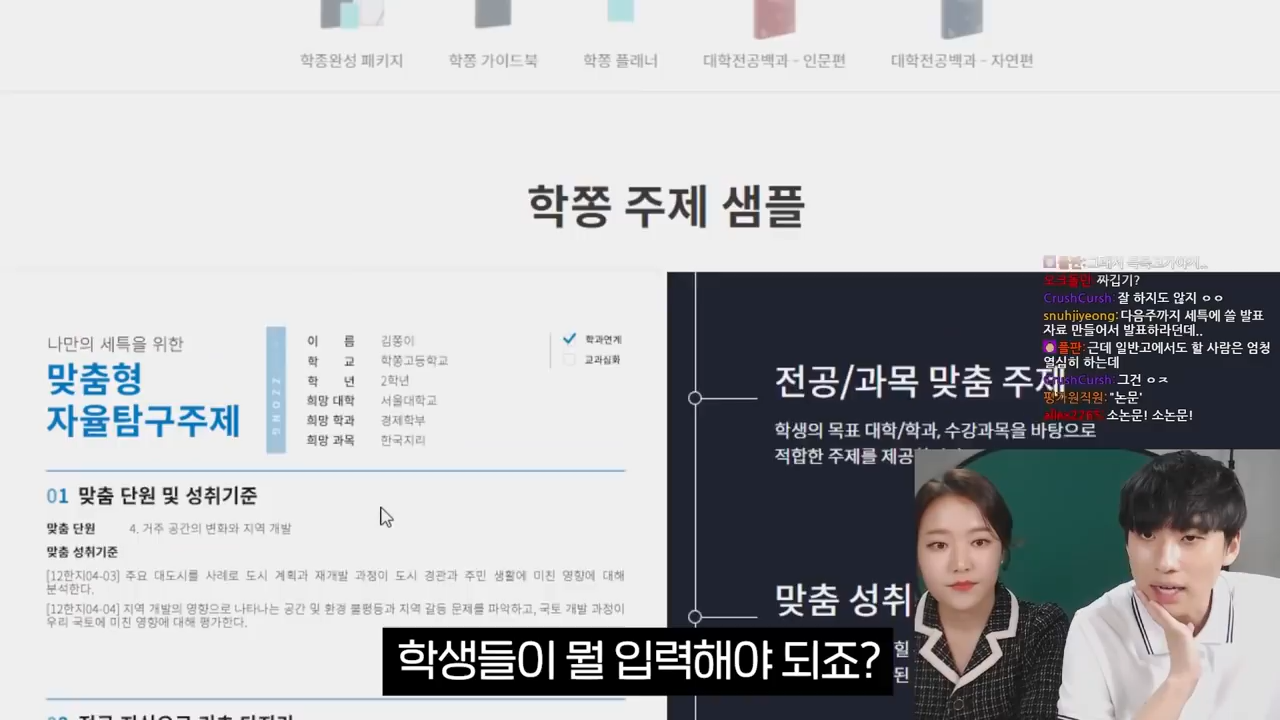 학종완성 패키지
학쫑 가이드북
학쫑 플래너
대학전공백과 - 인문편
대학전공백과 - 자연편
학쫑 주제 샘플
나만의 세특을 위한
맞춤형
자율탐구주제
ZZONG
이 름 김쫑이
학 교 학쫑고등학교
학 년 2학년
희망 대학 서울대학교
희망 학과 경제학부
희망 과목 한국지리
학과연계
교과심화
01 맞춤 단원 및 성취기준
맞춤 단원 4. 거주 공간의 변화와 지역 개발
맞춤 성취기준
[12한지04-03] 주요 대도시를 사례로 도시 계획과 재개발 과정이 도시 경관과 주민 생활에 미친 영향에 대해
분석한다.
[12한지04-04] 지역 개발의 영향으로 나타나는 공간 및 환경 불평등과 지역 갈등 문제를 파악하고, 국토 개발 과정이
우리 국토에 미친 영향에 대해 평가한다.
전공/과목 맞춤 주제
학생의 목표 대학/학과, 수강과목을 바탕으로
적합한 주제를 제공
맞춤 성취
힐
된
로크돌민: 짜깁기?
CrushCursh: 잘 하지도 않지 ㅇㅇ
snuhjiyeong: 다음주까지 세특에 쓸 발표
자료 만들어서 발표하라던데..
플판: 근데 일반고에서도 할 사람은 엄청
열심히 하는데
CrushCursh: 그건 ㅇㅈ
평가원직원: "논문"
소논문! 소논문!
학생들이 뭘 입력해야 되죠?